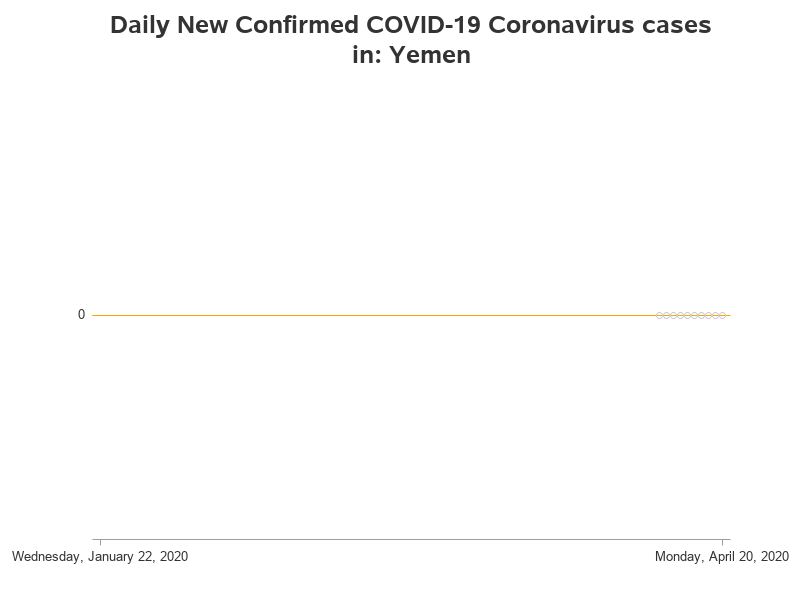 Daily New Confirmed COVID-19 Coronavirus cases
in: Yemen
0
Wednesday, January 22, 2020
Monday, April 20, 2020